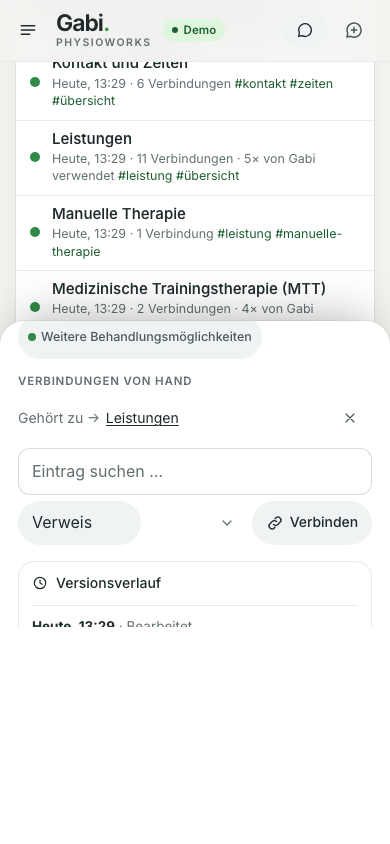 Gabi.
PHYSIOWORKS
Demo
Kontakt und Zeiten
Heute, 13:29 · 6 Verbindungen #kontakt #zeiten
#übersicht
Leistungen
Heute, 13:29 · 11 Verbindungen · 5× von Gabi
verwendet #leistung #übersicht
Manuelle Therapie
Heute, 13:29 · 1 Verbindung #leistung #manuelle-
therapie
Medizinische Trainingstherapie (MTT)
Heute, 13:29 · 2 Verbindungen · 4× von Gabi
Weitere Behandlungsmöglichkeiten
VERBINDUNGEN VON HAND
Gehört zu → Leistungen
Eintrag suchen ...
Verweis
Verbinden
Versionsverlauf
Heute, 13:29 · Bearbeitet